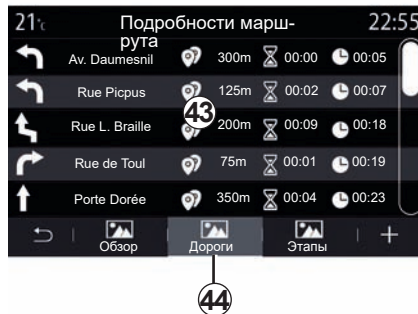 21°c Подробности марш- 22:55
рута
Av. Daumesnil 300m 00:00 00:05
Rue Picpus 125m 00:02 00:07
43
Rue L. Braille 200m 00:09 00:18
Rue de Toul 75m 00:01 00:19
Porte Dorée 350m 00:04 00:23
Обзор Дороги Этапы +
44